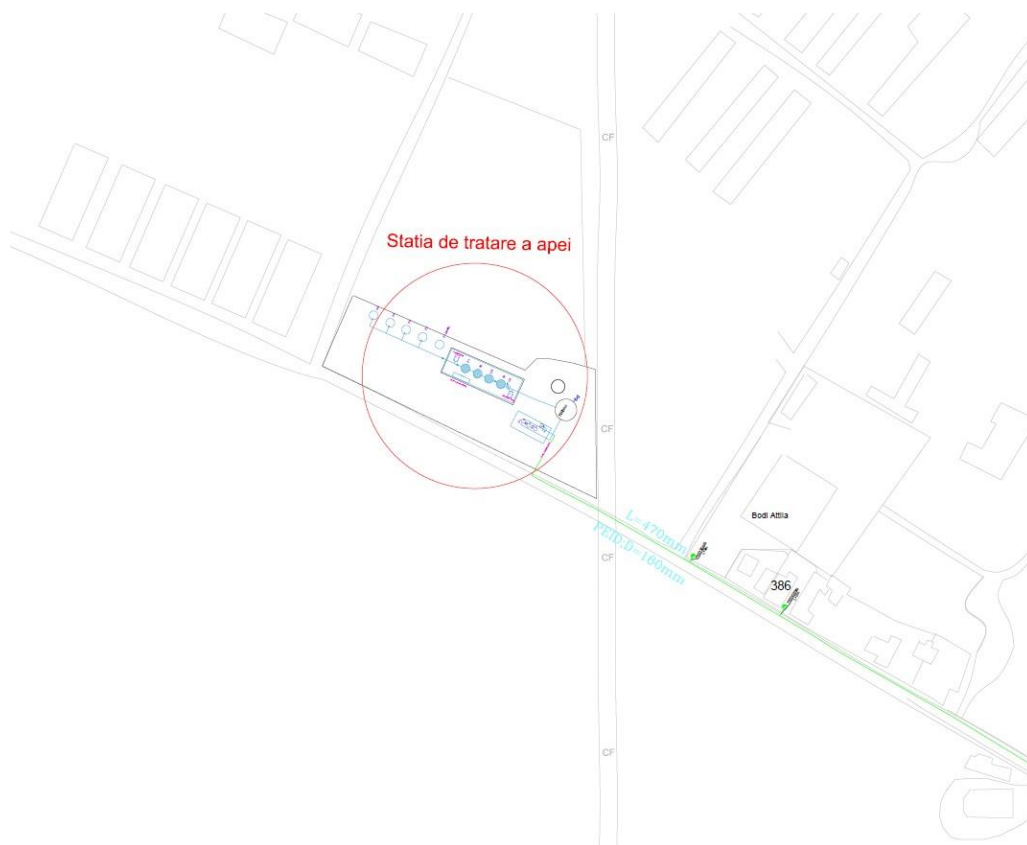 CF
Statia de tratare a apei
CF
L=470mm
PEID;D=160mm
Bodi Attila
CF
386
CF